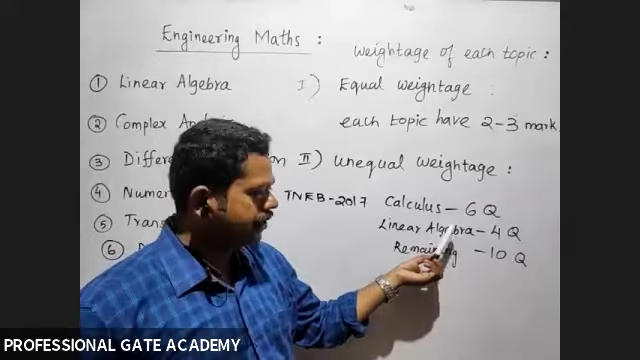 Engineering Maths :
weightage of each topic :
① Linear Algebra
I) Equal weightage :
② Complex
each topic have 2-3 mark
③
II) unequal weightage :
④
TNEB-2017 Calculus - 6 Q
⑤
Linear Algebra - 4 Q
⑥
Remaining - 10 Q
PROFESSIONAL GATE ACADEMY